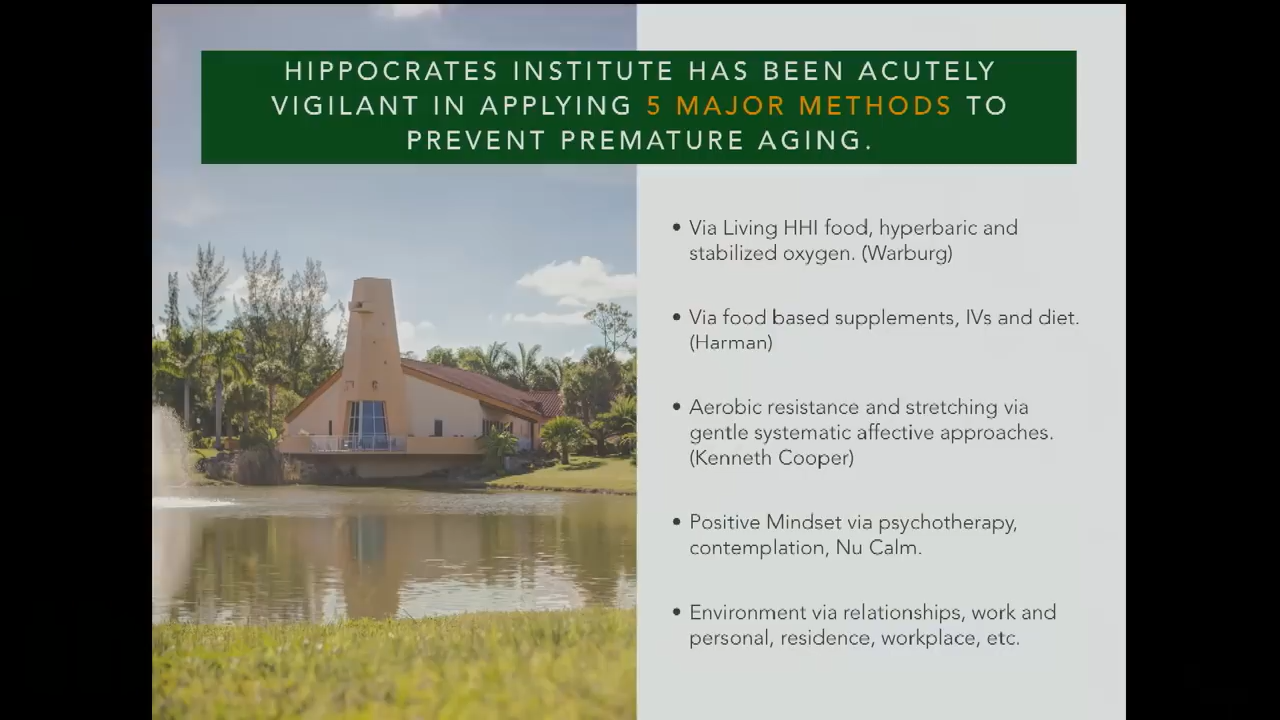 HIPPOCRATES INSTITUTE HAS BEEN ACUTELY
VIGILANT IN APPLYING 5 MAJOR METHODS TO
PREVENT PREMATURE AGING.
• Via Living HHI food, hyperbaric and
stabilized oxygen. (Warburg)
• Via food based supplements, IVs and diet.
(Harman)
• Aerobic resistance and stretching via
gentle systematic affective approaches.
(Kenneth Cooper)
• Positive Mindset via psychotherapy,
contemplation, Nu Calm.
• Environment via relationships, work and
personal, residence, workplace, etc.